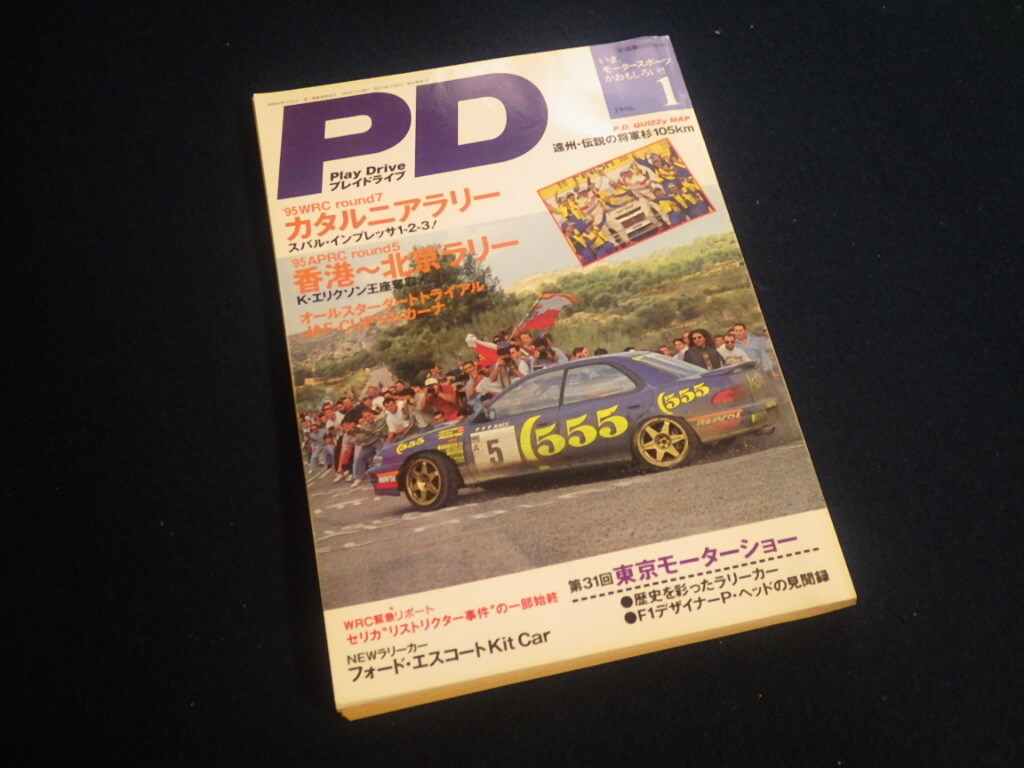 いま、
モータースポーツ
がおもしろい!!
1996
1
PD
Play Drive
プレイドライブ
P.D. QUIZZy MAP
遠州・伝説の将軍杉105km
'95WRC round7
カタルニアラリー
スバル・インプレッサ1-2-3!
'95APRC round5
香港〜北京ラリー
K・エリクソン王座奪取
オールスターダートトライアル
5
555
555
555
第31回東京モーターショー
●歴史を彩ったラリーカー
●F1デザイナーP・ヘッドの見聞録
WRC緊急リポート
セリカ"リストリクター事件"の一部始終
NEWラリーカー
フォード・エスコートKit Car